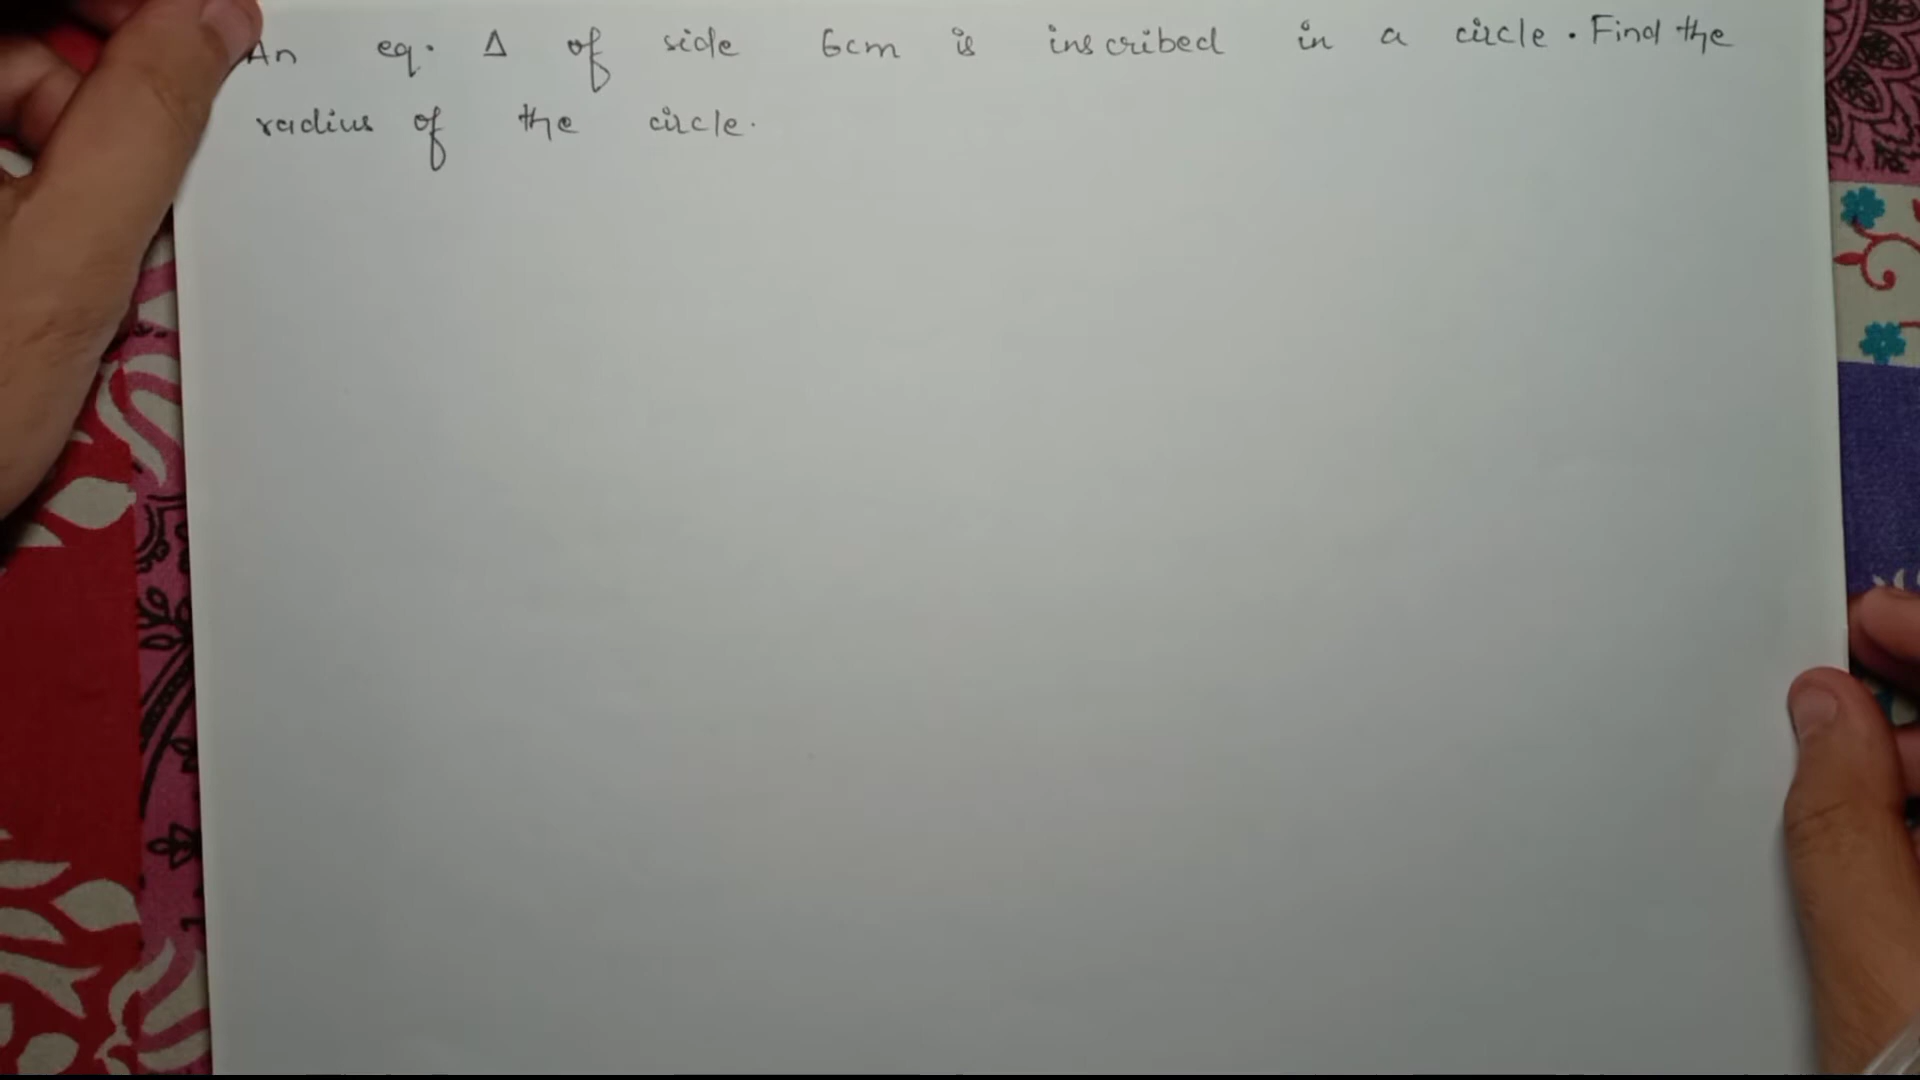 An eq. Δ of side 6cm is inscribed in a circle. Find the
radius of the circle.